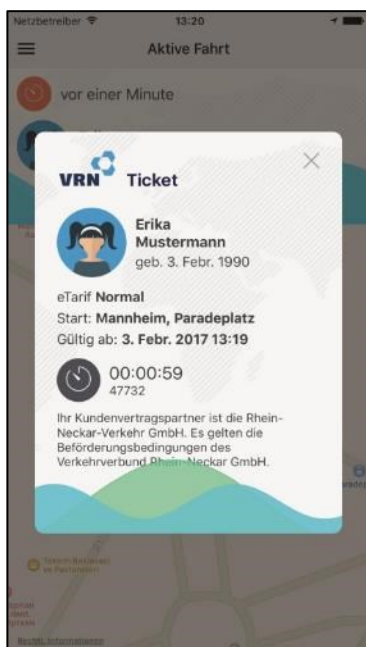 Netzbetreiber 13:20
Aktive Fahrt
vor einer Minute
VRN Ticket
Erika
Mustermann
geb. 3. Febr. 1990
eTarif Normal
Start: Mannheim, Paradeplatz
Gültig ab: 3. Febr. 2017 13:19
00:00:59
47732
Ihr Kundenvertragspartner ist die Rhein-
Neckar-Verkehr GmbH. Es gelten die
Beförderungsbedingungen des
Verkehrverbund Rhein-Neckar GmbH.
Rechtl. Informationen